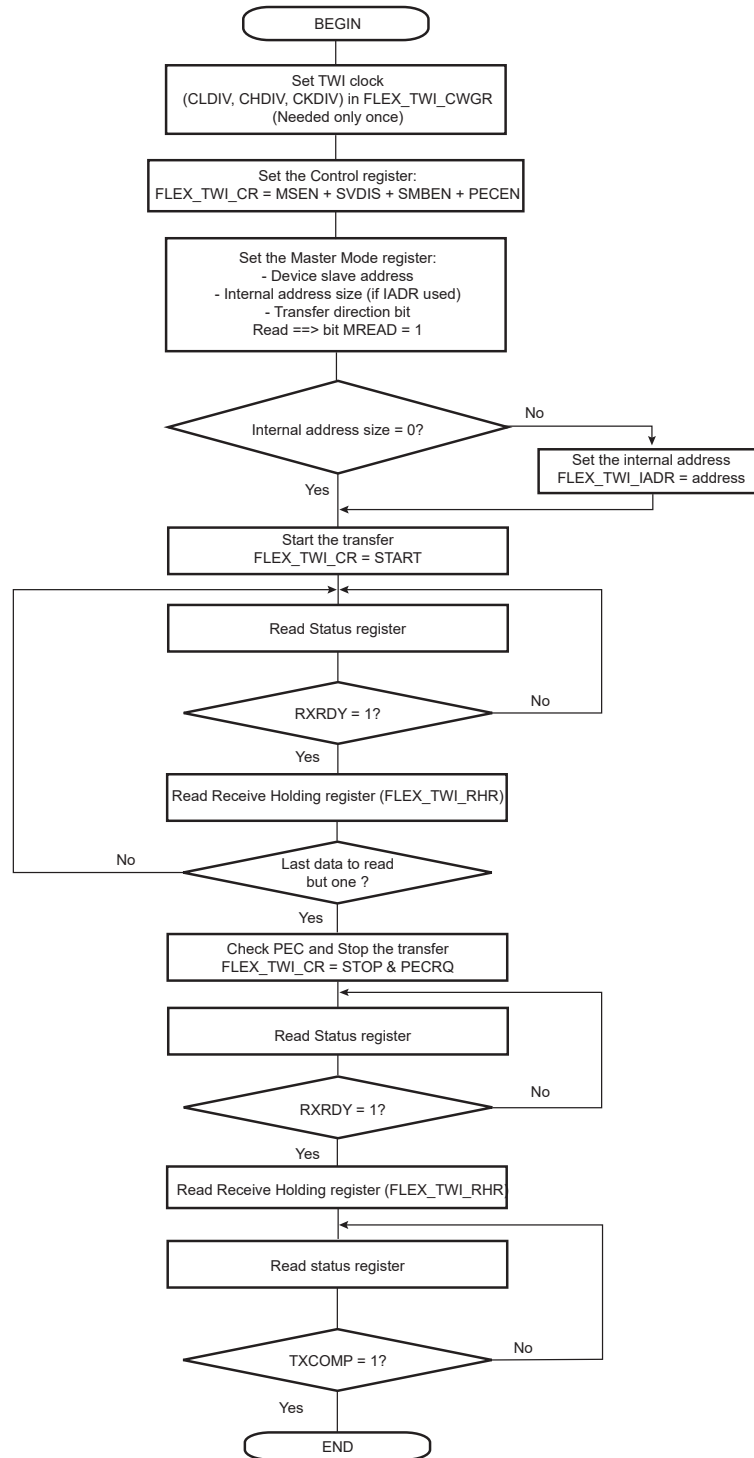 BEGIN
Set TWI clock
(CLDIV, CHDIV, CKDIV) in FLEX_TWI_CWGR
(Needed only once)
Set the Control register:
FLEX_TWI_CR = MSEN + SVDIS + SMBEN + PECEN
Set the Master Mode register:
- Device slave address
- Internal address size (if IADR used)
- Transfer direction bit
Read ==> bit MREAD = 1
No
Internal address size = 0?
Set the internal address
FLEX_TWI_IADR = address
Yes
Start the transfer
FLEX_TWI_CR = START
Read Status register
No
RXRDY = 1?
Yes
Read Receive Holding register (FLEX_TWI_RHR)
No
Last data to read
but one ?
Yes
Check PEC and Stop the transfer
FLEX_TWI_CR = STOP & PECRQ
Read Status register
No
RXRDY = 1?
Yes
Read Receive Holding register (FLEX_TWI_RHR)
Read status register
No
TXCOMP = 1?
Yes
END